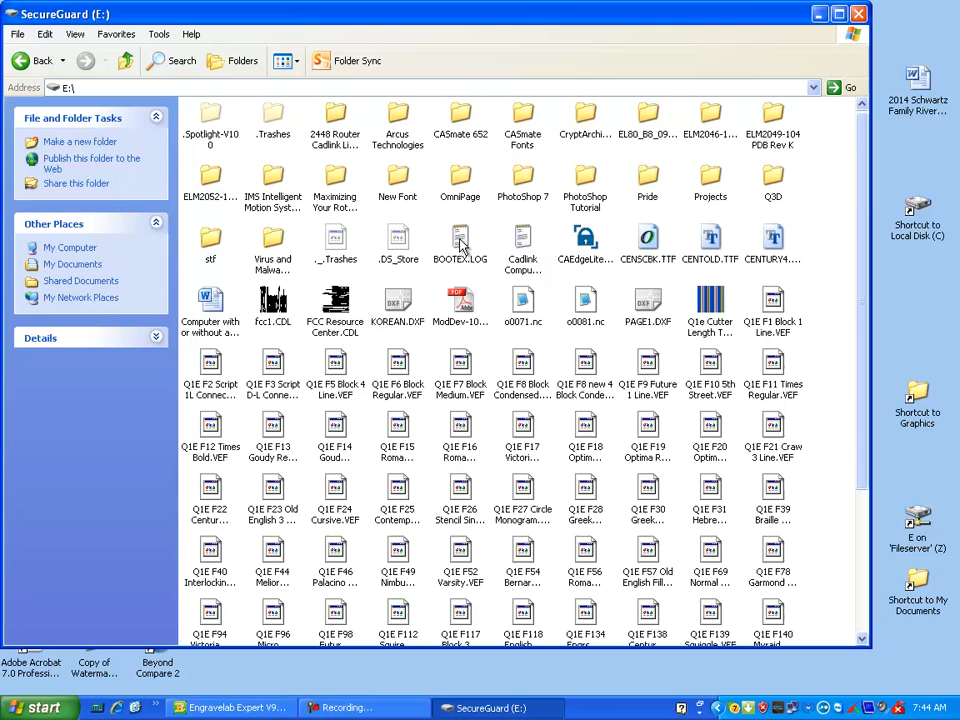 SecureGuard (E:)
File Edit View Favorites Tools Help
Back Search Folders Folder Sync
Address E:\ Go
File and Folder Tasks
Make a new folder
Publish this folder to the
Web
Share this folder
Other Places
My Computer
My Documents
Shared Documents
My Network Places
Details
.Spotlight-V10 .Trashes 2448 Router Arcus CASmate 652 CASmate CryptArchi... EL80_B8_09... ELM2046-1... ELM2049-104
0 Cadlink Li... Technologies Fonts PDB Rev K
ELM2052-1... IMS Intelligent Maximizing New Font OmniPage PhotoShop 7 PhotoShop Pride Projects Q3D
Motion Syst... Your Rot... Tutorial
stf Virus and ._.Trashes .DS_Store BOOTEX.LOG Cadlink CAEdgeLite... CENSCBK.TTF CENTOLD.TTF CENTURY4....
Malwa... Compu...
Computer with fcc1.CDL FCC Resource KOREAN.DXF ModDev-10... o0071.nc o0081.nc PAGE1.DXF Q1e Cutter Q1E F1 Block 1
or without a... Center.CDL Length T... Line.VEF
Q1E F2 Script Q1E F3 Script Q1E F5 Block 4 Q1E F6 Block Q1E F7 Block Q1E F8 Block Q1E F8 new 4 Q1E F9 Future Q1E F10 5th Q1E F11 Times
1L Connec... D-L Conne... Line.VEF Regular.VEF Medium.VEF Condensed.... Block Conde... 1 Line.VEF Street.VEF Regular.VEF
Q1E F12 Times Q1E F13 Q1E F14 Q1E F15 Q1E F16 Q1E F17 Q1E F18 Q1E F19 Q1E F20 Q1E F21 Craw
Bold.VEF Goudy Re... Goud... Roma... Roma... Victori... Optim... Optima R... Optim... 3 Line.VEF
Q1E F22 Q1E F23 Old Q1E F24 Q1E F25 Q1E F26 Q1E F27 Circle Q1E F28 Q1E F30 Q1E F31 Q1E F39
Centur... English 3 ... Cursive.VEF Contemp... Stencil Sin... Monogram.... Greek... Greek... Hebre... Braille ...
Q1E F40 Q1E F44 Q1E F46 Q1E F49 Q1E F52 Q1E F54 Q1E F56 Q1E F57 Old Q1E F69 Q1E F78
Interlockin... Melior... Palacino ... Nimbu... Varsity.VEF Bernar... Roma... English Fill... Normal ... Garmond ...
Q1E F94 Q1E F96 Q1E F98 Q1E F112 Q1E F117 Q1E F118 Q1E F134 Q1E F138 Q1E F139 Q1E F140
2014 Schwartz
Family River...
Shortcut to
Local Disk (C)
Shortcut to
Graphics
E on
'Fileserver' (Z)
Shortcut to My
Documents
Adobe Acrobat
7.0 Professi...
Copy of
Waterma...
Beyond
Compare 2
start Engravelab Expert V9... Recording... SecureGuard (E:) 7:44 AM